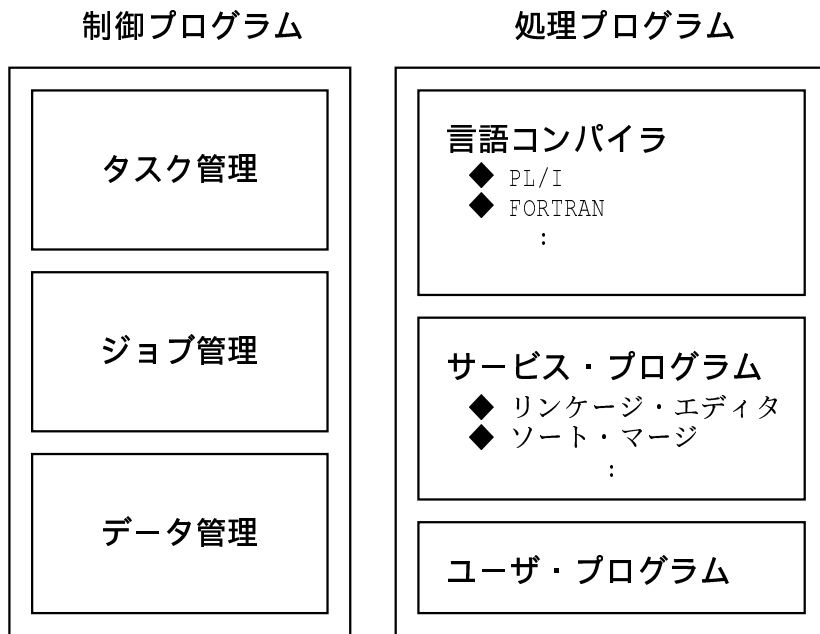 制御プログラム
タスク管理
ジョブ管理
データ管理
処理プログラム
言語コンパイラ
◆ PL/I
◆ FORTRAN
:
サービス・プログラム
◆ リンケージ・エディタ
◆ ソート・マージ
:
ユーザ・プログラム